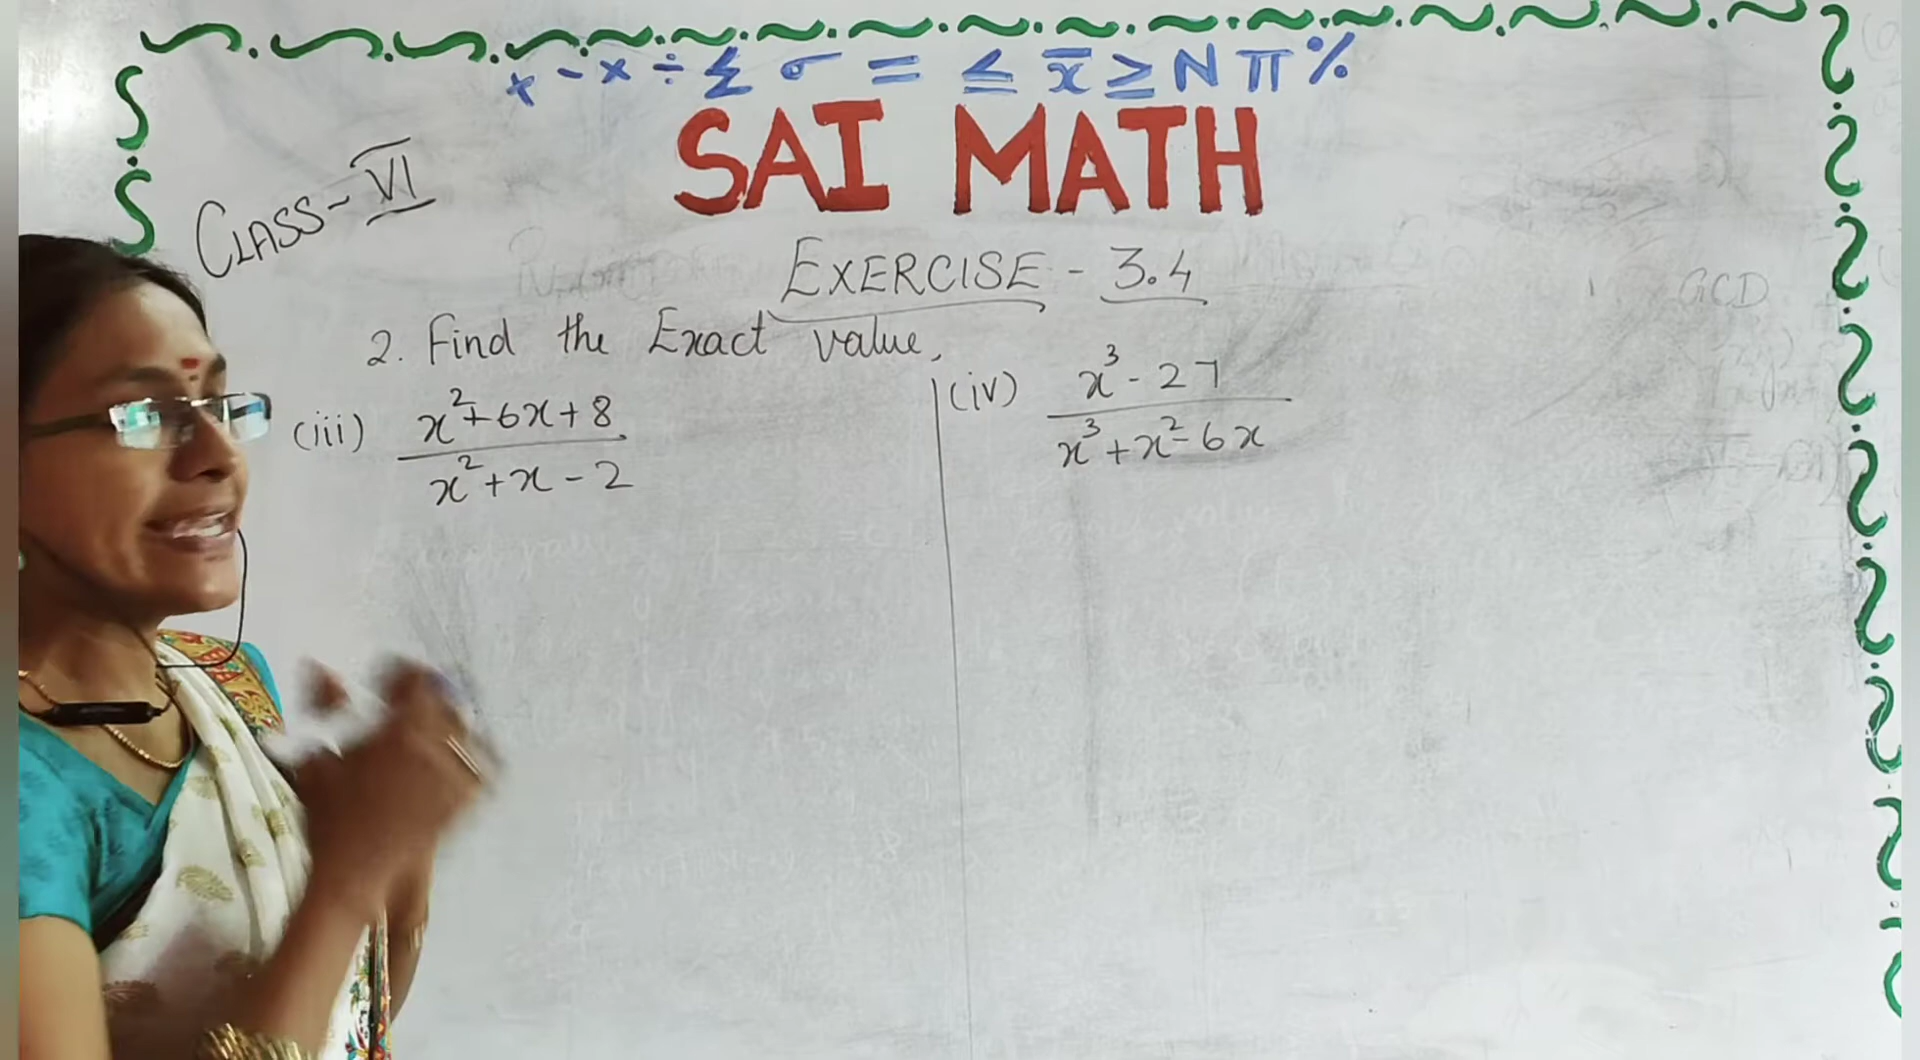 + - × ÷ Σ σ = ≤ x̄ ≥ N π %
SAI MATH
CLASS- VI
EXERCISE - 3.4
2. Find the Exact value,
(iii) x²+6x+8 / x²+x-2
(iv) x³-27 / x³+x²-6x
GCD